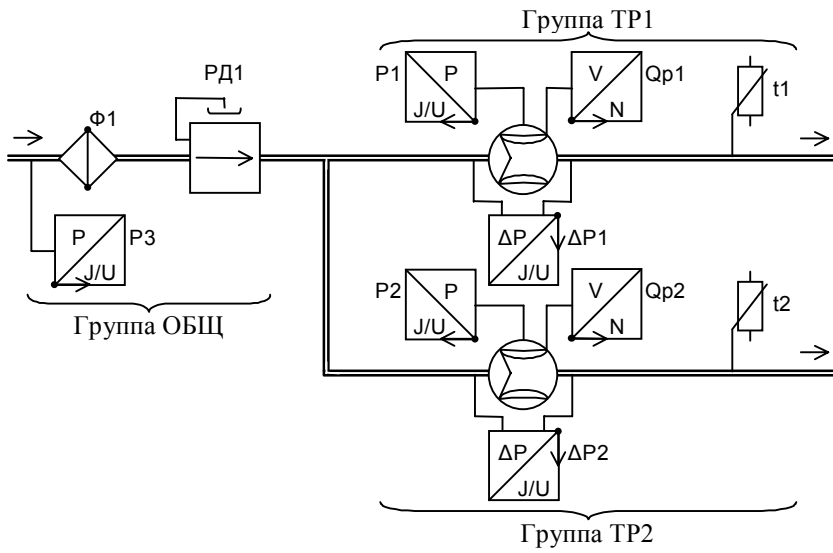 Группа ТР1
P1
P
J/U
V
N
Qp1
t1
РД1
Ф1
P
J/U
P3
ΔP
J/U
ΔP1
Группа ОБЩ
P2
P
J/U
V
N
Qp2
t2
ΔP
J/U
ΔP2
Группа ТР2